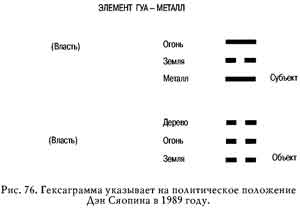 ЭЛЕМЕНТ ГУА – МЕТАЛЛ
(Власть)
Огонь
Земля
Металл
Субъект
Дерево
(Власть)
Огонь
Земля
Объект
Рис. 76. Гексаграмма указывает на политическое положение
Дэн Сяопина в 1989 году.